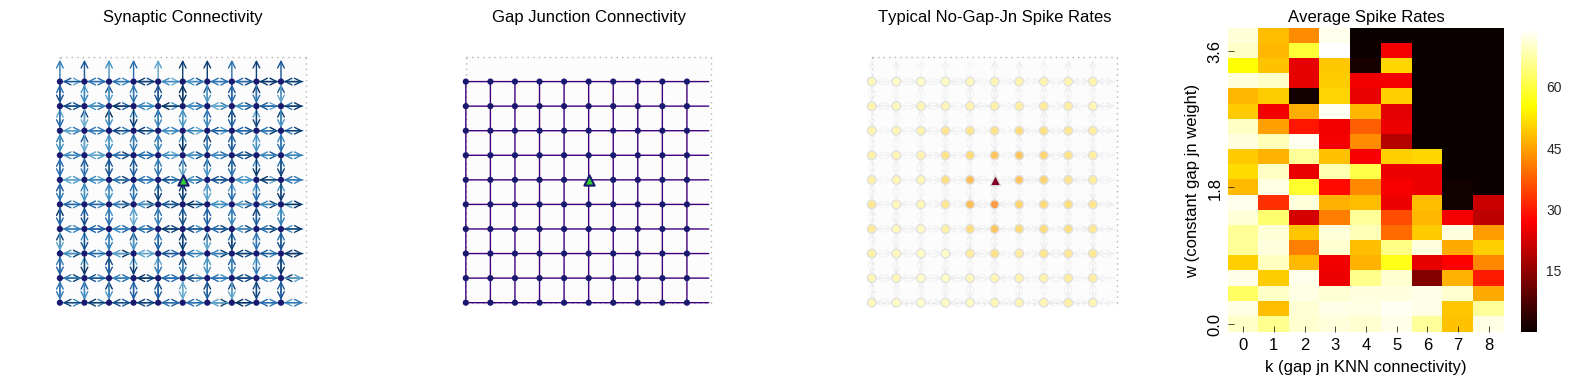 Synaptic Connectivity
Gap Junction Connectivity
Typical No-Gap-Jn Spike Rates
Average Spike Rates
w (constant gap jn weight)
3.6
1.8
0.0
0 1 2 3 4 5 6 7 8
k (gap jn KNN connectivity)
60
45
30
15